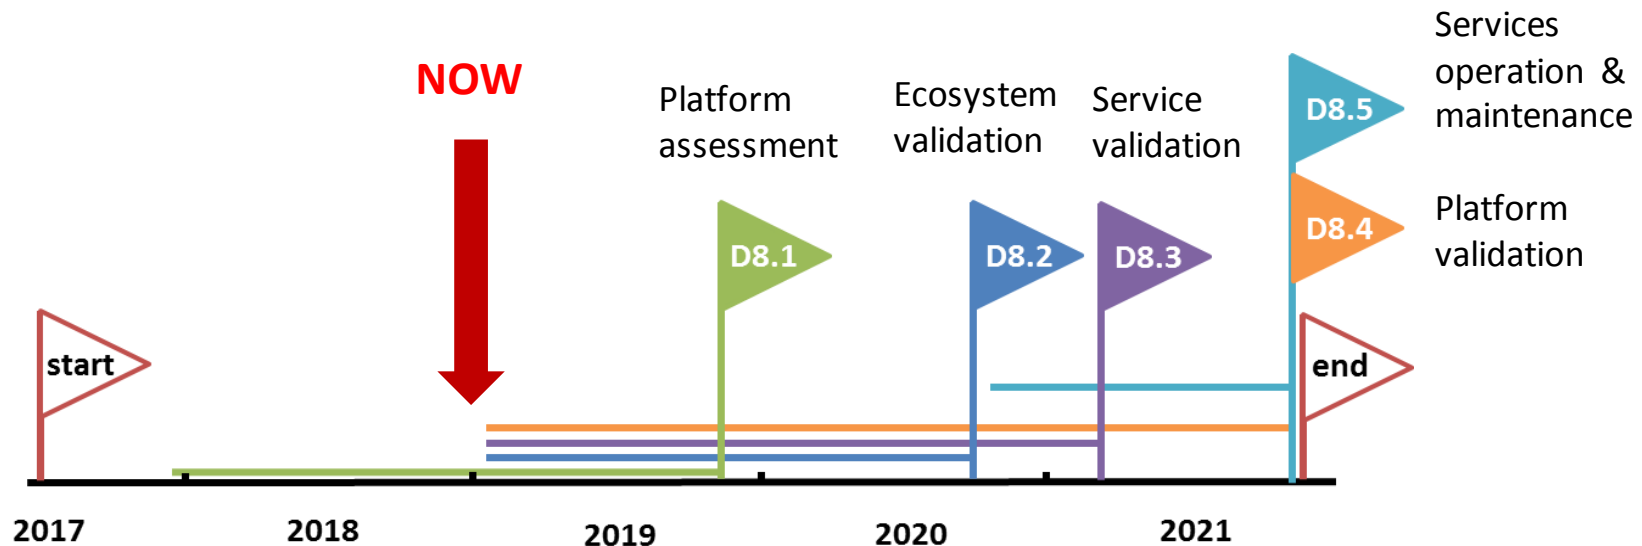 NOW
Platform
assessment
Ecosystem
validation
Service
validation
Services
operation &
maintenance
D8.5
D8.4
Platform
validation
D8.1
D8.2
D8.3
start
end
2017
2018
2019
2020
2021